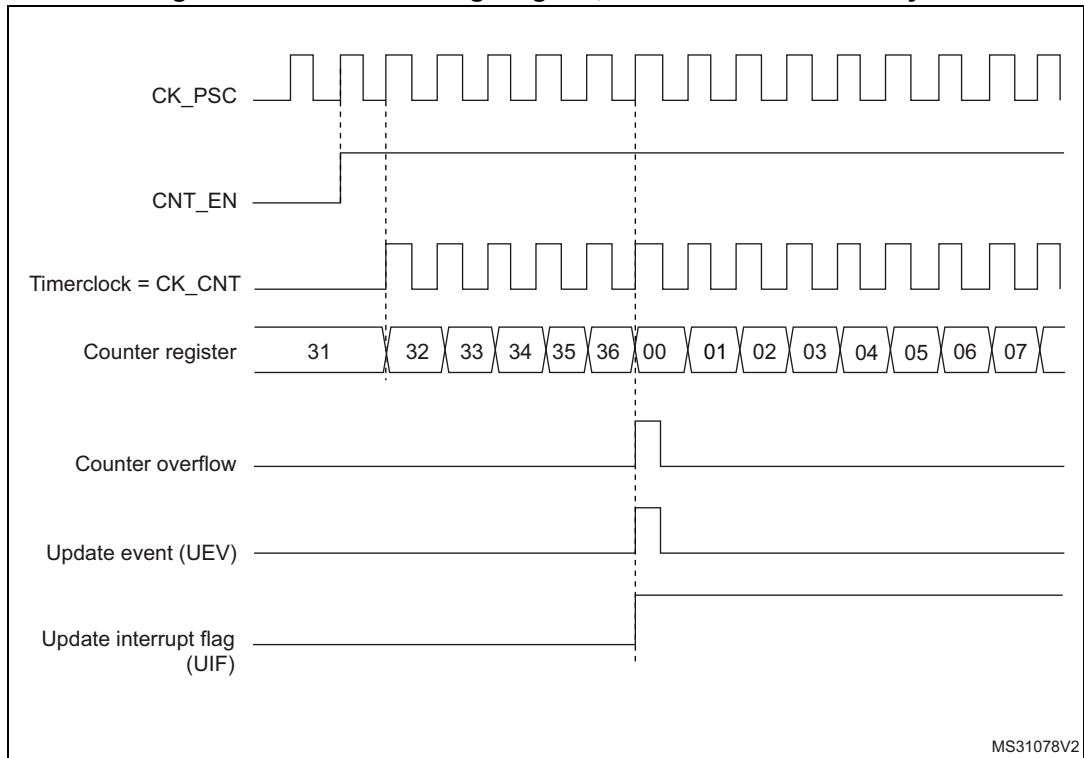 CK_PSC
CNT_EN
Timerclock = CK_CNT
Counter register 31 32 33 34 35 36 00 01 02 03 04 05 06 07
Counter overflow
Update event (UEV)
Update interrupt flag
(UIF)
MS31078V2